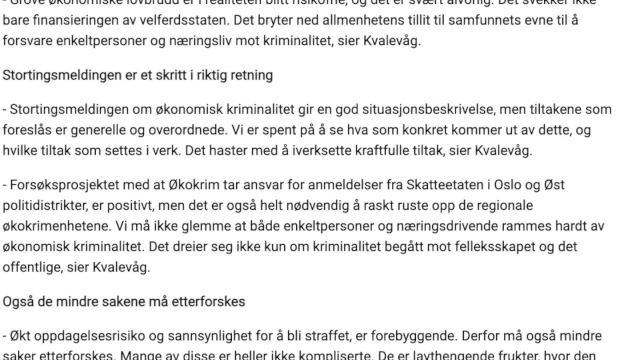 - Grove økonomiske lovbrudd er i realiteten blitt risikofrie, og det er svært alvorlig. Det svekker ikke
bare finansieringen av velferdsstaten. Det bryter ned allmenhetens tillit til samfunnets evne til å
forsvare enkeltpersoner og næringsliv mot kriminalitet, sier Kvalevåg.
Stortingsmeldingen er et skritt i riktig retning
- Stortingsmeldingen om økonomisk kriminalitet gir en god situasjonsbeskrivelse, men tiltakene som
foreslås er generelle og overordnede. Vi er spent på å se hva som konkret kommer ut av dette, og
hvilke tiltak som settes i verk. Det haster med å iverksette kraftfulle tiltak, sier Kvalevåg.
- Forsøksprosjektet med at Økokrim tar ansvar for anmeldelser fra Skatteetaten i Oslo og Øst
politidistrikter, er positivt, men det er også helt nødvendig å raskt ruste opp de regionale
økokrimenhetene. Vi må ikke glemme at både enkeltpersoner og næringsdrivende rammes hardt av
økonomisk kriminalitet. Det dreier seg ikke kun om kriminalitet begått mot felleksskapet og det
offentlige, sier Kvalevåg.
Også de mindre sakene må etterforskes
- Økt oppdagelsesrisiko og sannsynlighet for å bli straffet, er forebyggende. Derfor må også mindre
saker etterforskes. Mange av disse er heller ikke kompliserte. De er lavthengende frukter, hvor den